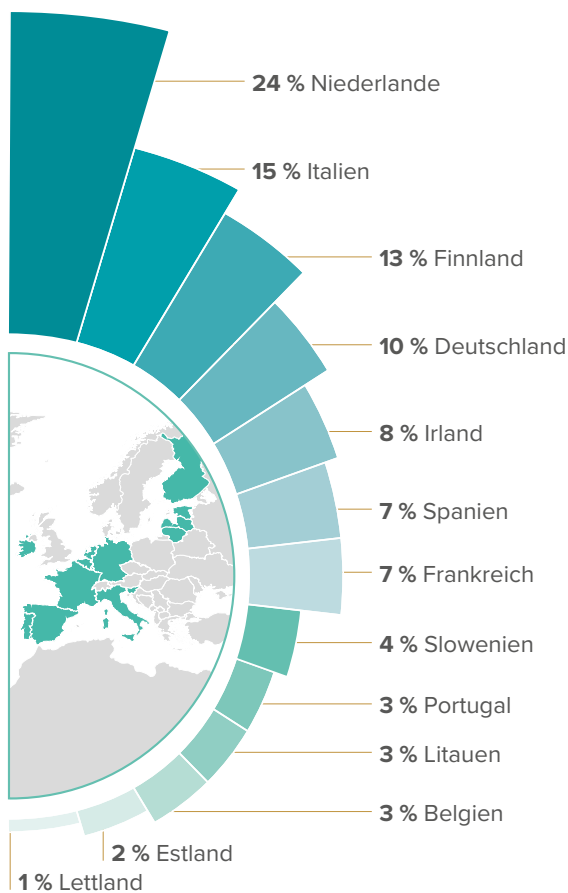 24 % Niederlande
15 % Italien
13 % Finnland
10 % Deutschland
8 % Irland
7 % Spanien
7 % Frankreich
4 % Slowenien
3 % Portugal
3 % Litauen
3 % Belgien
2 % Estland
1 % Lettland